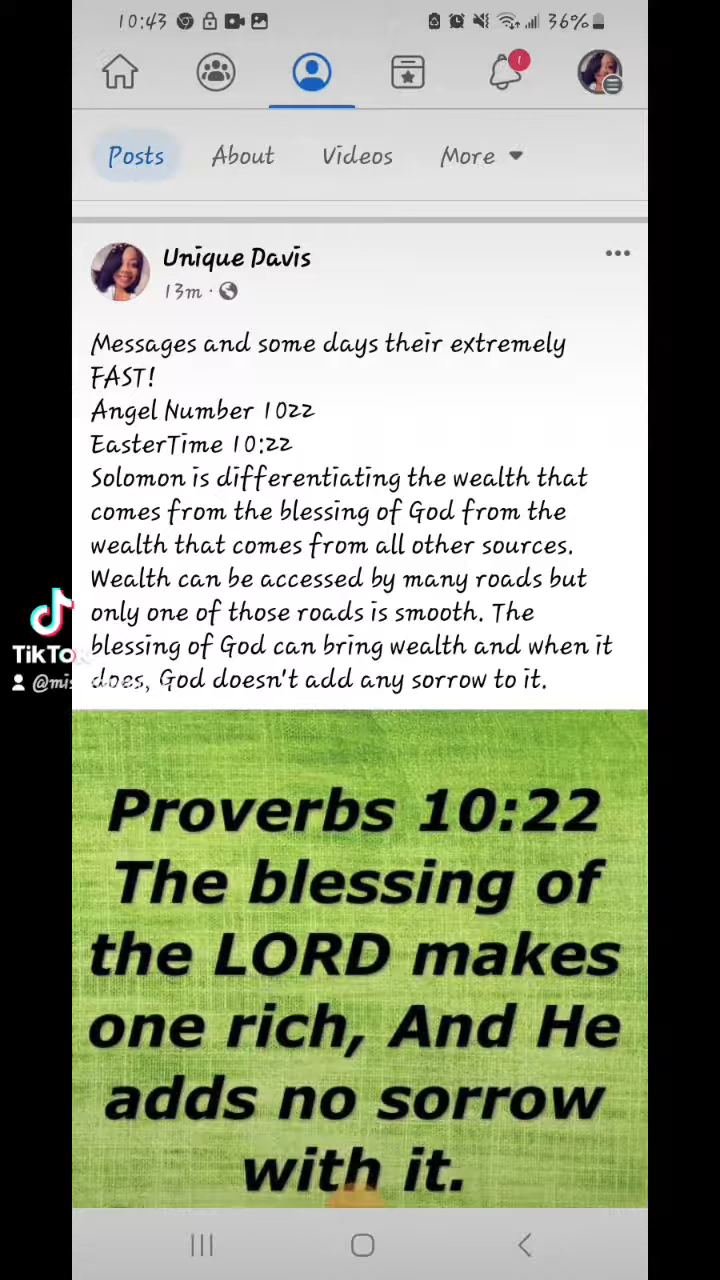 10:43 36%
1
Posts About Videos More
Unique Davis
13m ·
Messages and some days their extremely
FAST!
Angel Number 1022
EasterTime 10:22
Solomon is differentiating the wealth that
comes from the blessing of God from the
wealth that comes from all other sources.
Wealth can be accessed by many roads but
only one of those roads is smooth. The
blessing of God can bring wealth and when it
does, God doesn't add any sorrow to it.
TikTok
Proverbs 10:22
The blessing of
the LORD makes
one rich, And He
adds no sorrow
with it.